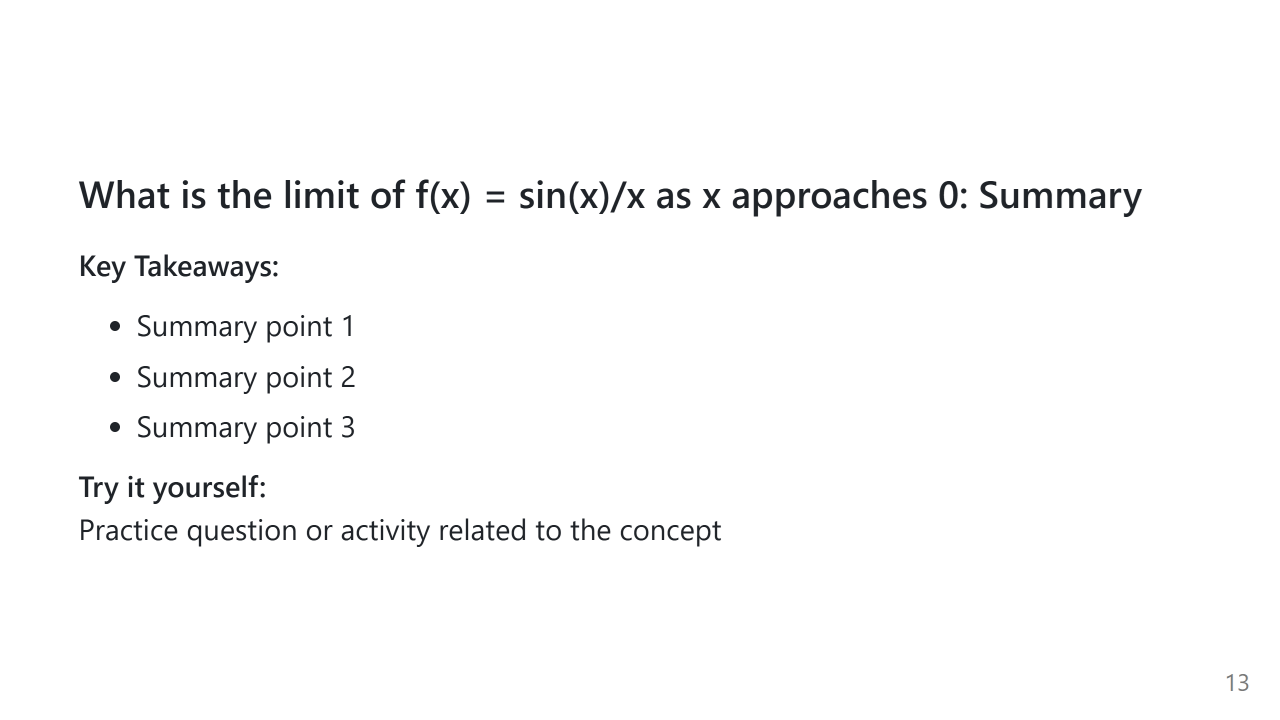 What is the limit of f(x) = sin(x)/x as x approaches 0: Summary
Key Takeaways:
• Summary point 1
• Summary point 2
• Summary point 3
Try it yourself:
Practice question or activity related to the concept
13